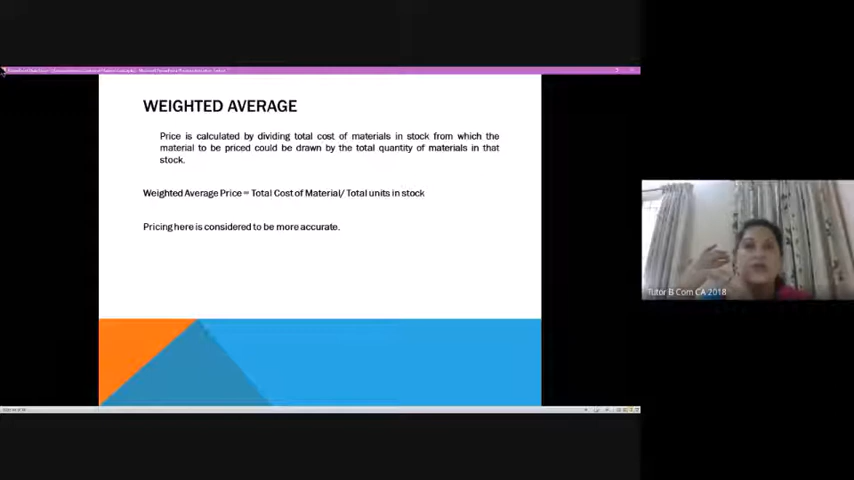 WEIGHTED AVERAGE
Price is calculated by dividing total cost of materials in stock from which the
material to be priced could be drawn by the total quantity of materials in that
stock.
Weighted Average Price = Total Cost of Material/ Total units in stock
Pricing here is considered to be more accurate.
Tutor B Com CA 2018